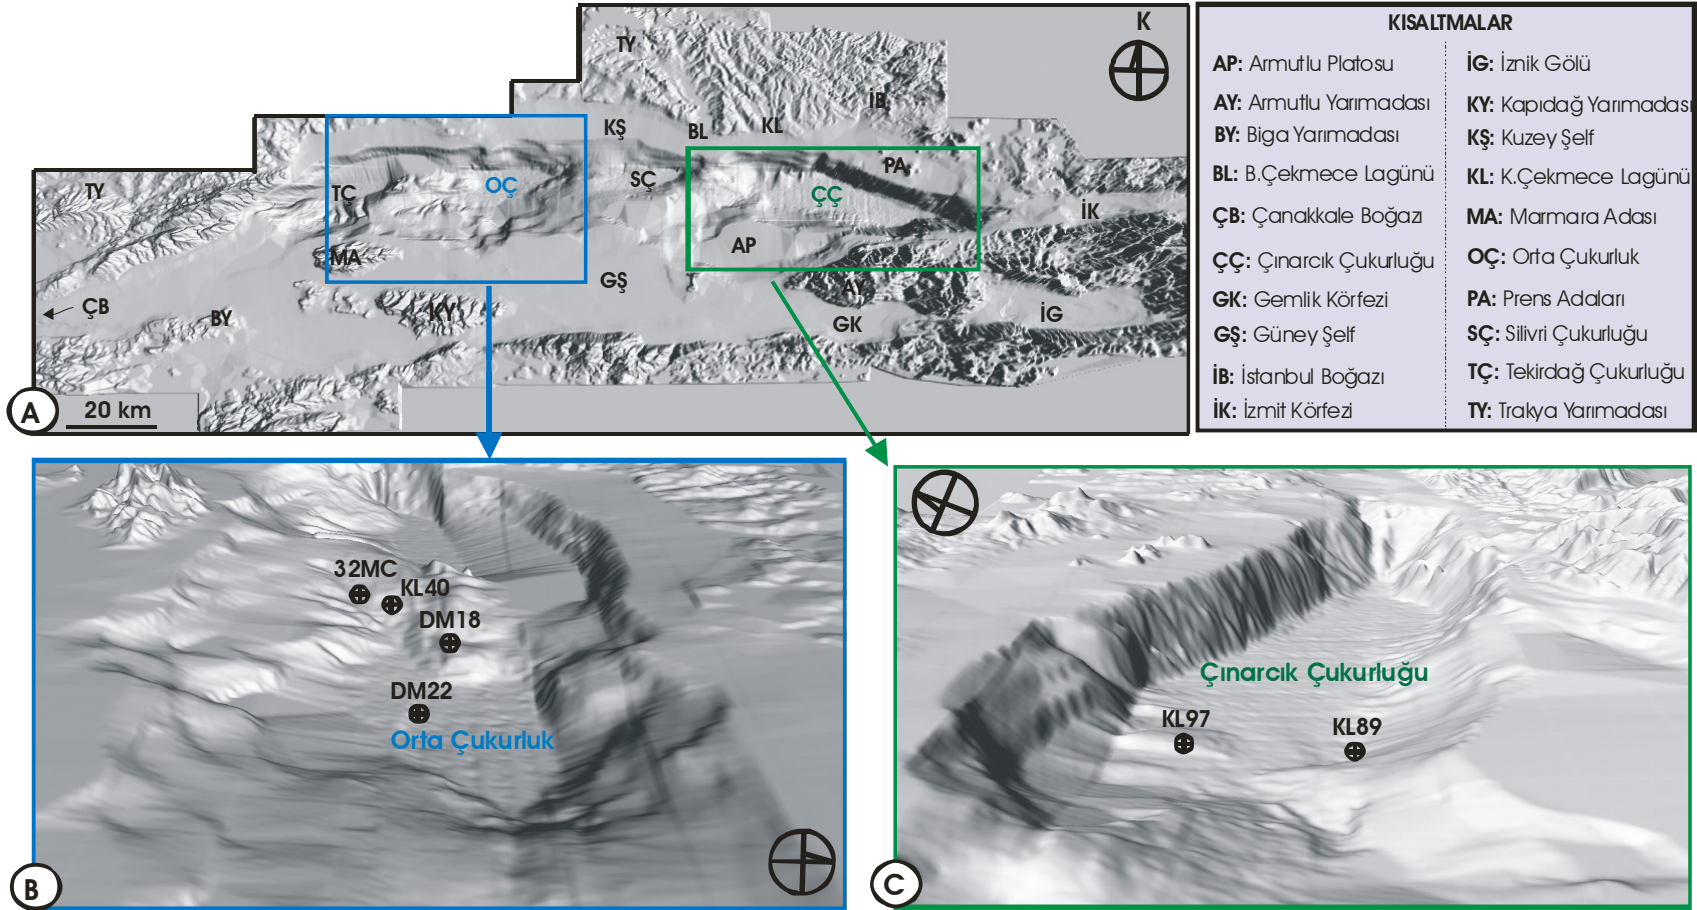 K
TY
İB
KŞ
BL
KL
PA
TY
TÇ
OÇ
SÇ
ÇÇ
İK
AP
MA
GŞ
AY
ÇB
BY
KY
GK
İG
A
20 km
KISALTMALAR
AP: Armutlu Platosu
AY: Armutlu Yarımadası
BY: Biga Yarımadası
BL: B.Çekmece Lagünü
ÇB: Çanakkale Boğazı
ÇÇ: Çınarcık Çukurluğu
GK: Gemlik Körfezi
GŞ: Güney Şelf
İB: İstanbul Boğazı
İK: İzmit Körfezi
İG: İznik Gölü
KY: Kapıdağ Yarımadası
KŞ: Kuzey Şelf
KL: K.Çekmece Lagünü
MA: Marmara Adası
OÇ: Orta Çukurluk
PA: Prens Adaları
SÇ: Silivri Çukurluğu
TÇ: Tekirdağ Çukurluğu
TY: Trakya Yarımadası
32MC
KL40
DM18
DM22
Orta Çukurluk
B
Çınarcık Çukurluğu
KL97
KL89
C